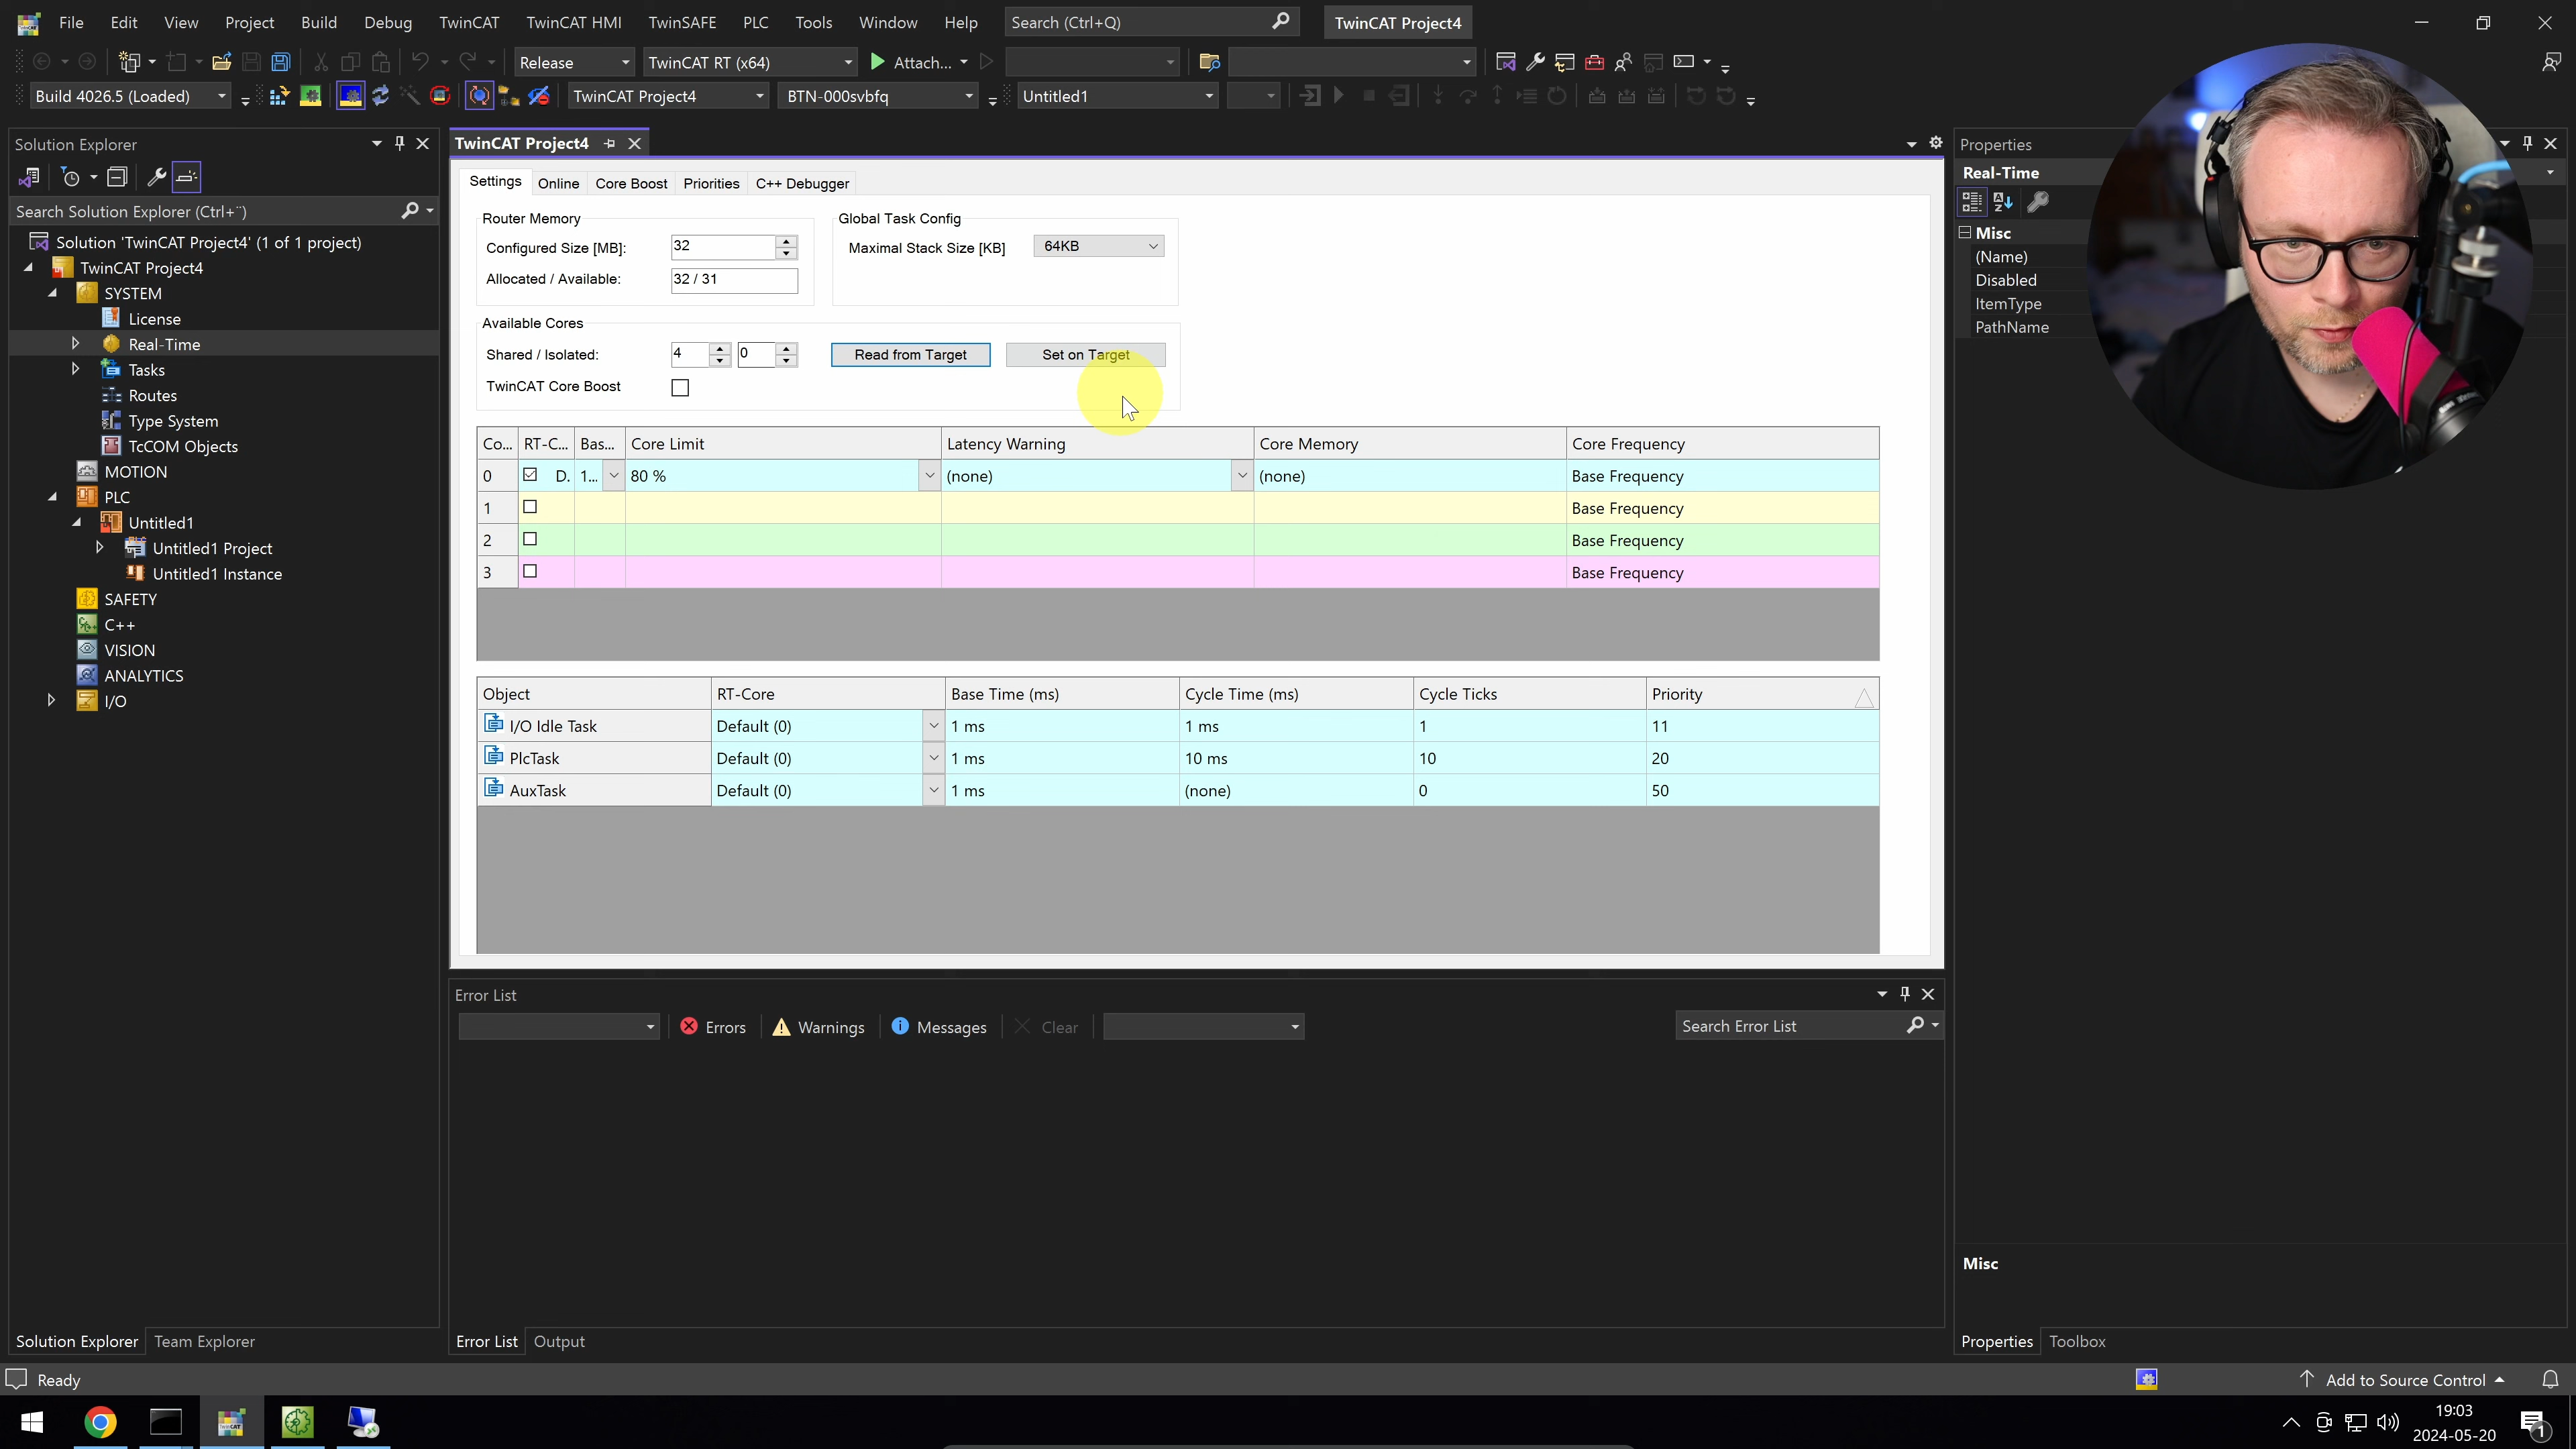 File Edit View Project Build Debug TwinCAT TwinCAT HMI TwinSAFE PLC Tools Window Help Search (Ctrl+Q) TwinCAT Project4
Release TwinCAT RT (x64) Attach...
Build 4026.5 (Loaded) TwinCAT Project4 BTN-000svbfq Untitled1
Solution Explorer
Search Solution Explorer (Ctrl+¨)
Solution 'TwinCAT Project4' (1 of 1 project)
TwinCAT Project4
SYSTEM
License
Real-Time
Tasks
Routes
Type System
TcCOM Objects
MOTION
PLC
Untitled1
Untitled1 Project
Untitled1 Instance
SAFETY
C++
VISION
ANALYTICS
I/O
Solution Explorer Team Explorer
TwinCAT Project4
Settings Online Core Boost Priorities C++ Debugger
Router Memory
Configured Size [MB]: 32
Allocated / Available: 32 / 31
Global Task Config
Maximal Stack Size [KB] 64KB
Available Cores
Shared / Isolated: 4 0 Read from Target Set on Target
TwinCAT Core Boost
Co... RT-C... Bas... Core Limit Latency Warning Core Memory Core Frequency
0 D. 1... 80 % (none) (none) Base Frequency
1 Base Frequency
2 Base Frequency
3 Base Frequency
Object RT-Core Base Time (ms) Cycle Time (ms) Cycle Ticks Priority
I/O Idle Task Default (0) 1 ms 1 ms 1 11
PlcTask Default (0) 1 ms 10 ms 10 20
AuxTask Default (0) 1 ms (none) 0 50
Error List
Errors Warnings Messages Clear Search Error List
Error List Output
Properties
Real-Time
Misc
(Name)
Disabled
ItemType
PathName
Misc
Properties Toolbox
Ready Add to Source Control
19:03
2024-05-20
1